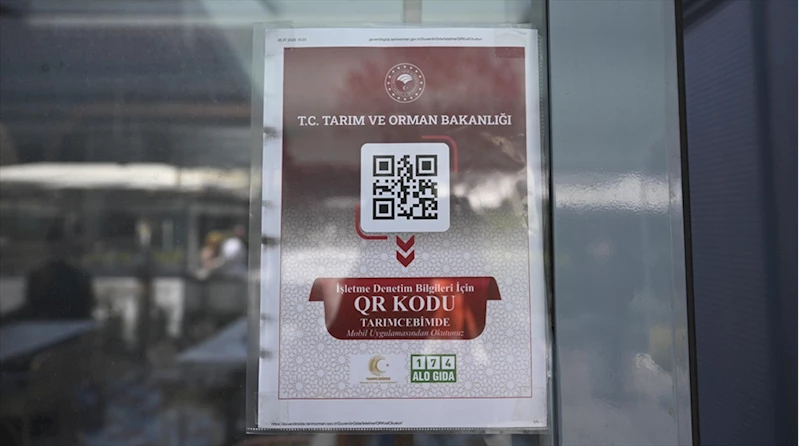 T.C. TARIM VE ORMAN BAKANLIĞI
İşletme Denetim Bilgileri İçin
QR KODU
TARIMCEBİMDE
Mobil Uygulamasından Okutunuz
174
ALO GIDA